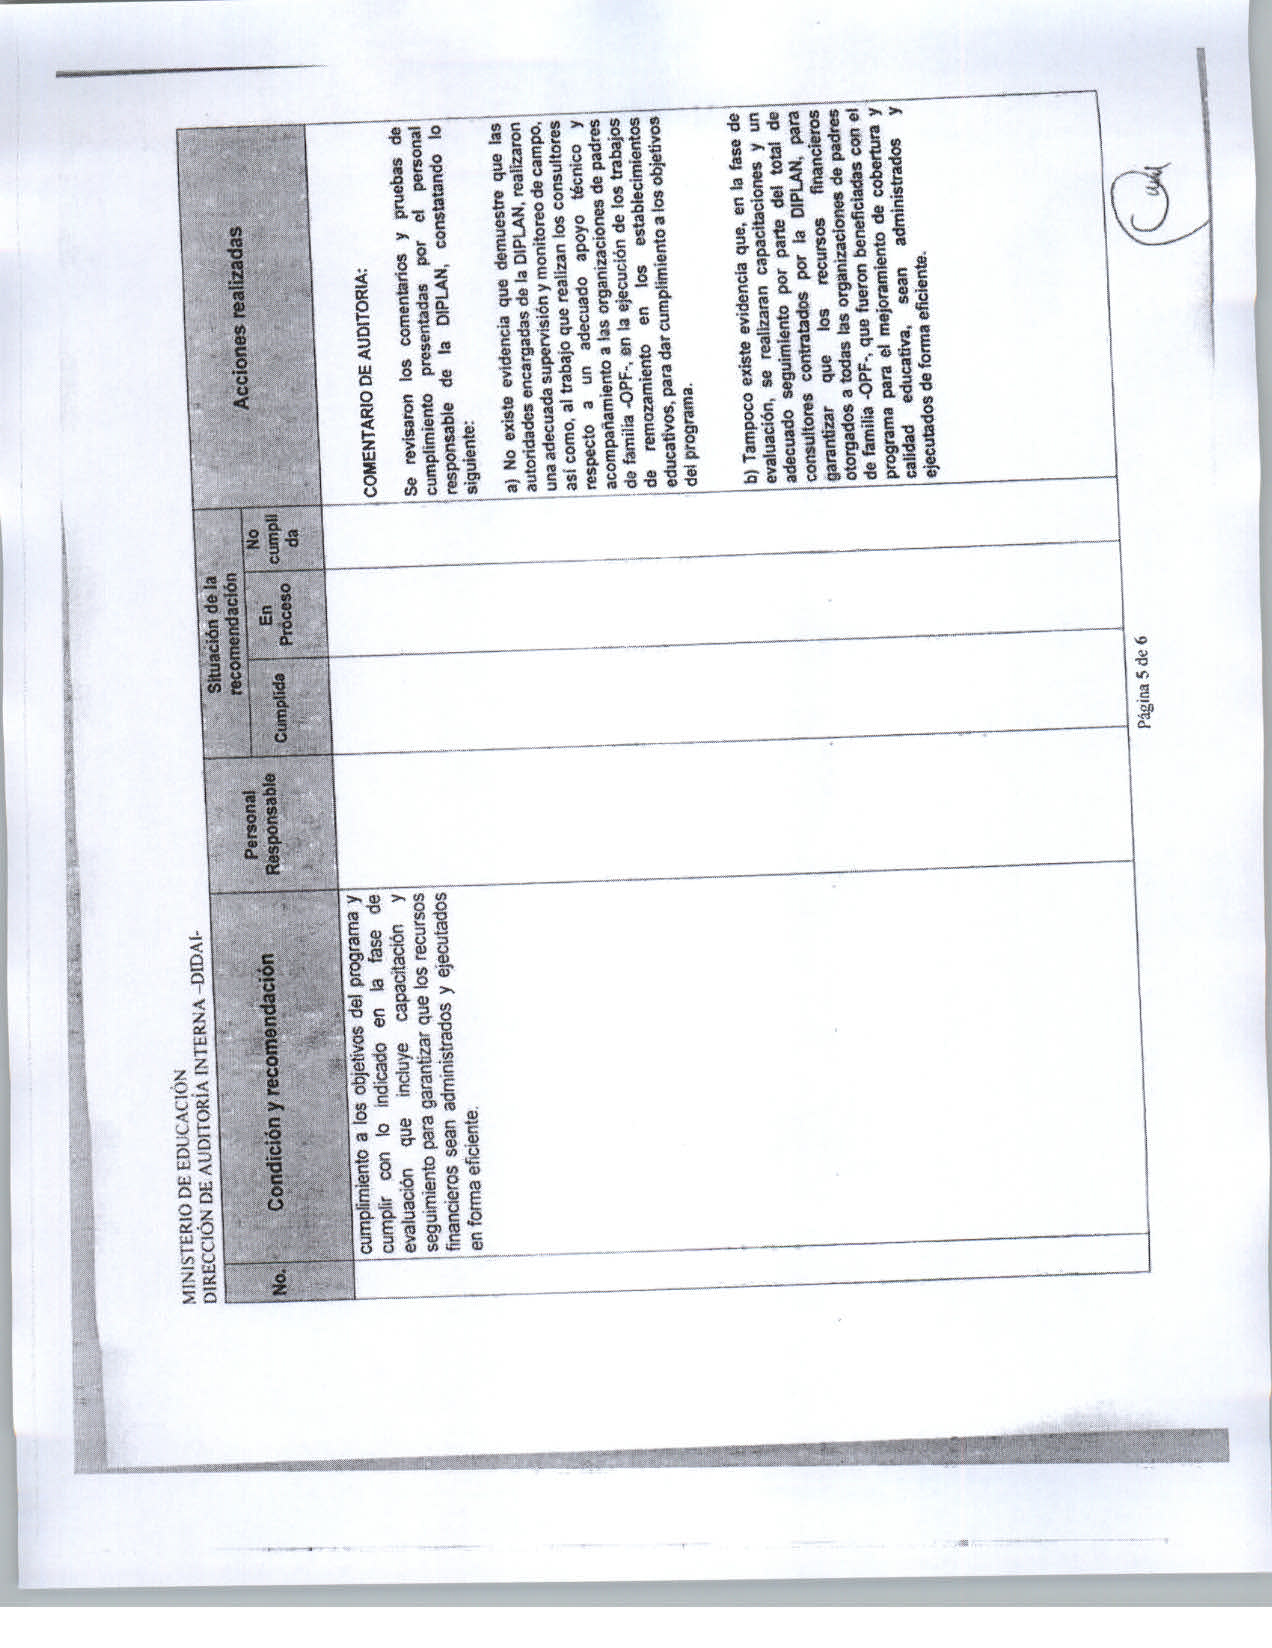 MINISTERIO DE EDUCACIÓN
DIRECCIÓN DE AUDITORÍA INTERNA –DIDAI-
No.
Condición y recomendación
Personal
Responsable
Situación de la
recomendación
Cumplida
En
Proceso
No
cumpli
da
Acciones realizadas
cumplimiento a los objetivos del programa y
cumplir con lo indicado en la fase de
evaluación que incluye capacitación y
seguimiento para garantizar que los recursos
financieros sean administrados y ejecutados
en forma eficiente.
COMENTARIO DE AUDITORIA:
Se revisaron los comentarios y pruebas de
cumplimiento presentadas por el personal
responsable de la DIPLAN, constatando lo
siguiente:
a) No existe evidencia que demuestre que las
autoridades encargadas de la DIPLAN, realizaron
una adecuada supervisión y monitoreo de campo,
así como, al trabajo que realizan los consultores
respecto a un adecuado apoyo técnico y
acompañamiento a las organizaciones de padres
de familia -OPF-, en la ejecución de los trabajos
de remozamiento en los establecimientos
educativos, para dar cumplimiento a los objetivos
del programa.
b) Tampoco existe evidencia que, en la fase de
evaluación, se realizaran capacitaciones y un
adecuado seguimiento por parte del total de
consultores contratados por la DIPLAN, para
garantizar que los recursos financieros
otorgados a todas las organizaciones de padres
de familia -OPF-, que fueron beneficiadas con el
programa para el mejoramiento de cobertura y
calidad educativa, sean administrados y
ejecutados de forma eficiente.
Página 5 de 6